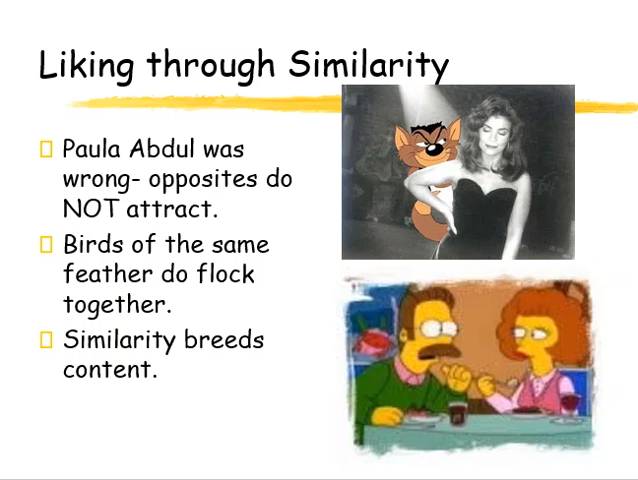 Liking through Similarity
Paula Abdul was
wrong- opposites do
NOT attract.
Birds of the same
feather do flock
together.
Similarity breeds
content.